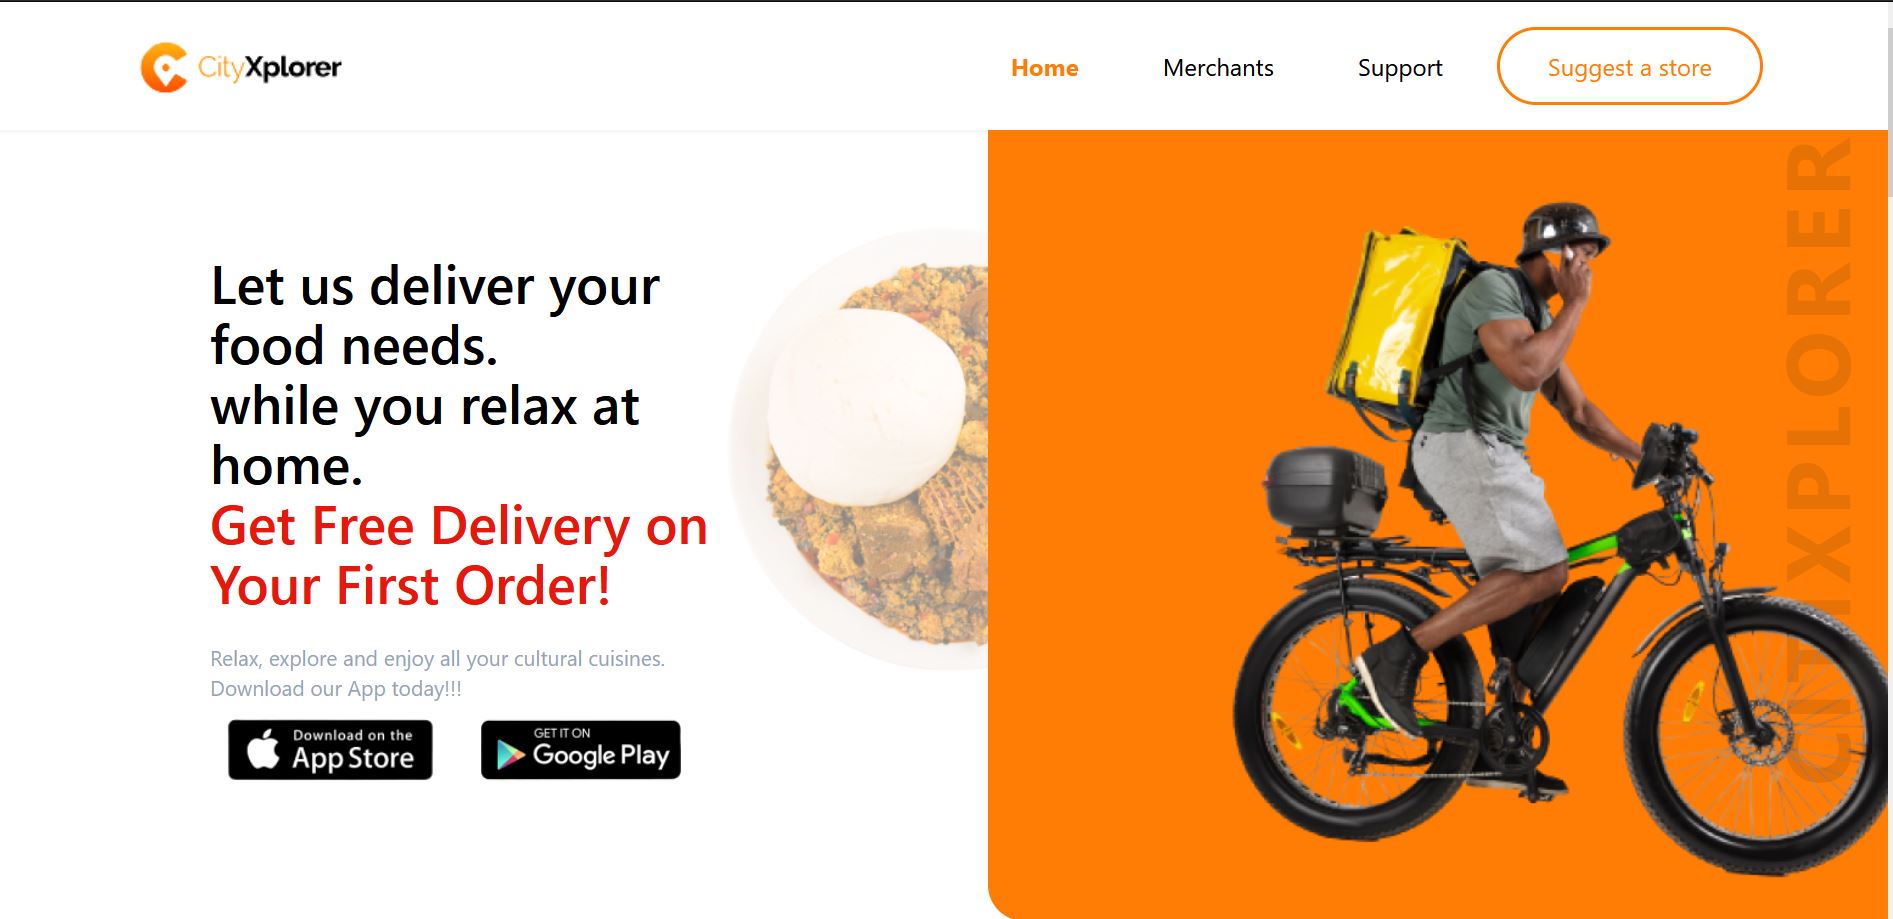 CityXplorer
Home
Merchants
Support
Suggest a store
Let us deliver your
food needs.
while you relax at
home.
Get Free Delivery on
Your First Order!
Relax, explore and enjoy all your cultural cuisines.
Download our App today!!!
Download on the
App Store
GET IT ON
Google Play
CITIXPLORER